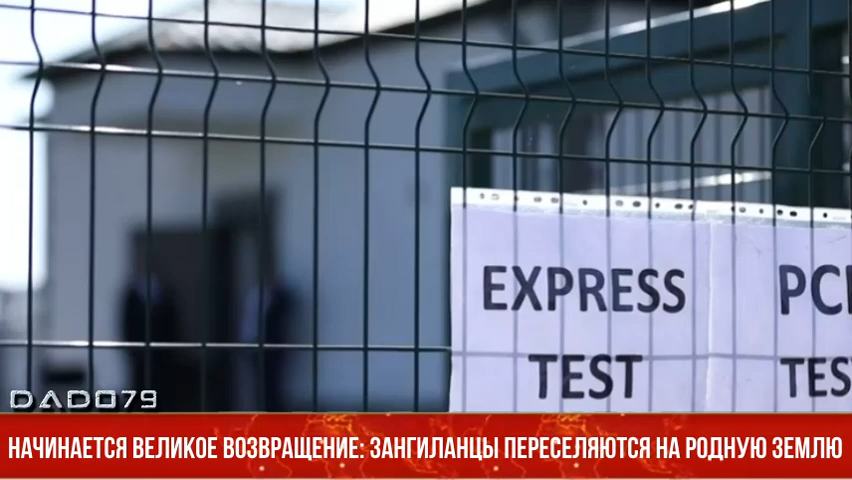 EXPRESS
TEST
DADO79
НАЧИНАЕТСЯ ВЕЛИКОЕ ВОЗВРАЩЕНИЕ: ЗАНГИЛАНЦЫ ПЕРЕСЕЛЯЮТСЯ НА РОДНУЮ ЗЕМЛЮ